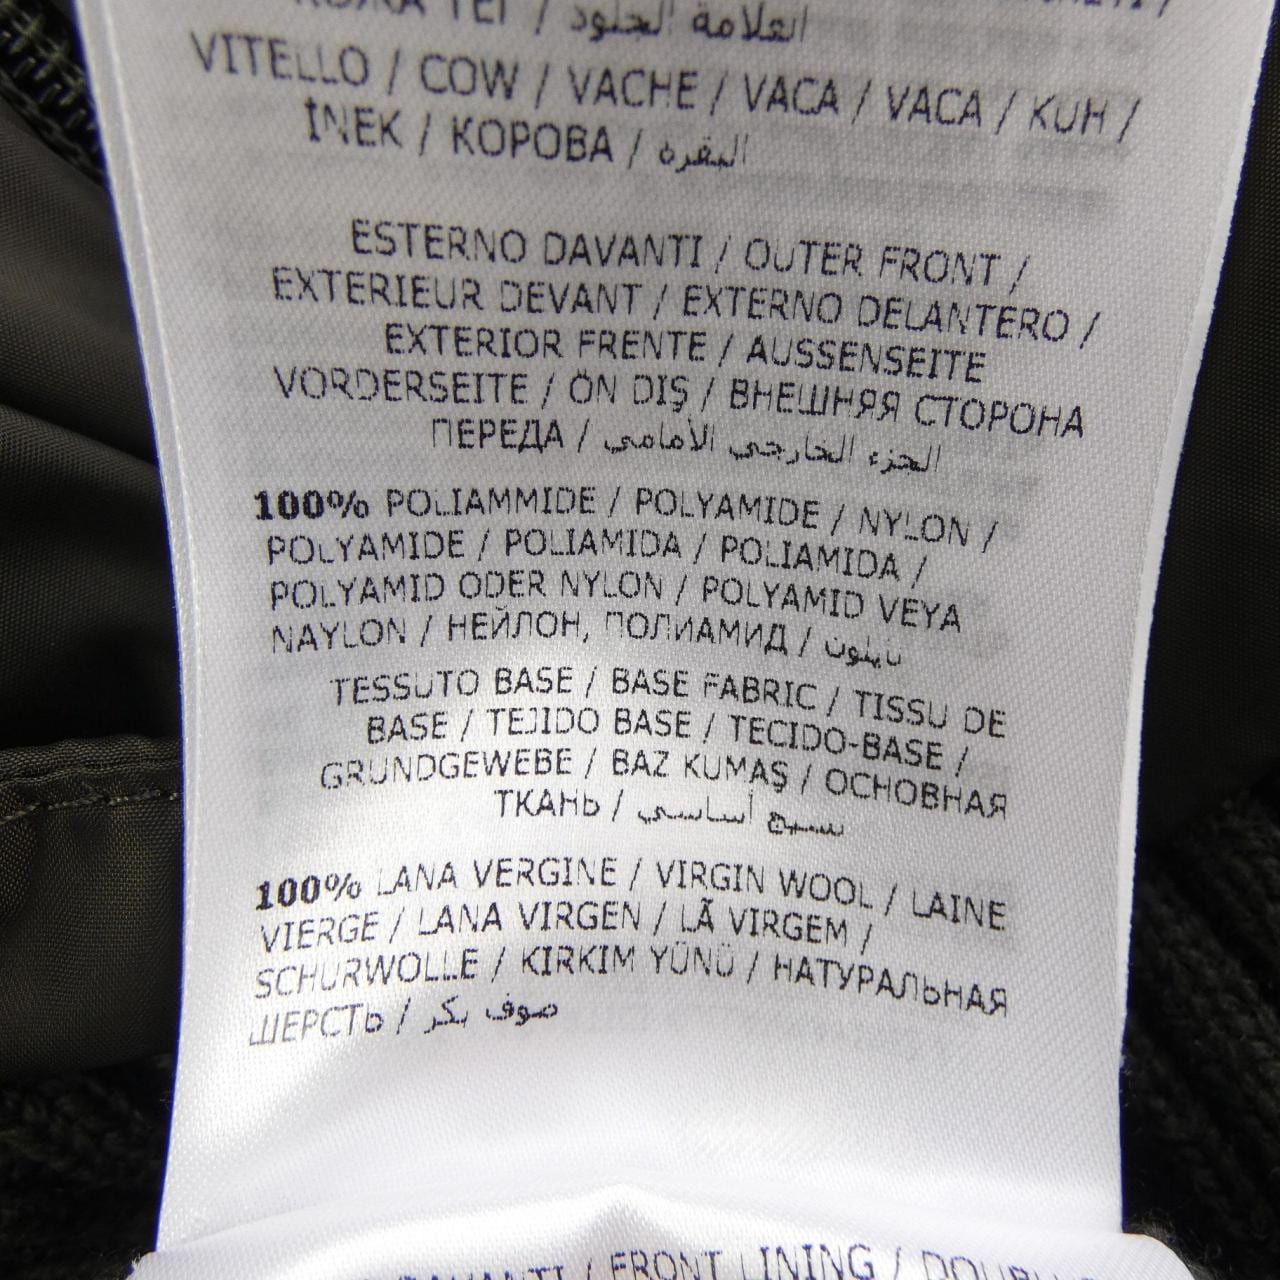 العلامة الجلود /
VITELLO / COW / VACHE / VACA / VACA / KUH /
İNEK / КОРОВА / البقرة
ESTERNO DAVANTI / OUTER FRONT /
EXTERIEUR DEVANT / EXTERNO DELANTERO /
EXTERIOR FRENTE / AUSSENSEITE
VORDERSEITE / ÖN DIŞ / ВНЕШНЯЯ СТОРОНА
ПЕРЕДА / الجزء الخارجي الأمامي
100% POLIAMMIDE / POLYAMIDE / NYLON /
POLYAMIDE / POLIAMIDA / POLIAMIDA /
POLYAMID ODER NYLON / POLYAMID VEYA
NAYLON / НЕЙЛОН, ПОЛИАМИД / نايلون
TESSUTO BASE / BASE FABRIC / TISSU DE
BASE / TEJIDO BASE / TECIDO-BASE /
GRUNDGEWEBE / BAZ KUMAŞ / ОСНОВНАЯ
ТКАНЬ / نسيج أساسي
100% LANA VERGINE / VIRGIN WOOL / LAINE
VIERGE / LANA VIRGEN / LÃ VIRGEM /
SCHURWOLLE / KIRKIM YÜNÜ / НАТУРАЛЬНАЯ
ШЕРСТЬ / صوف بكر
DAVANTI / FRONT LINING /